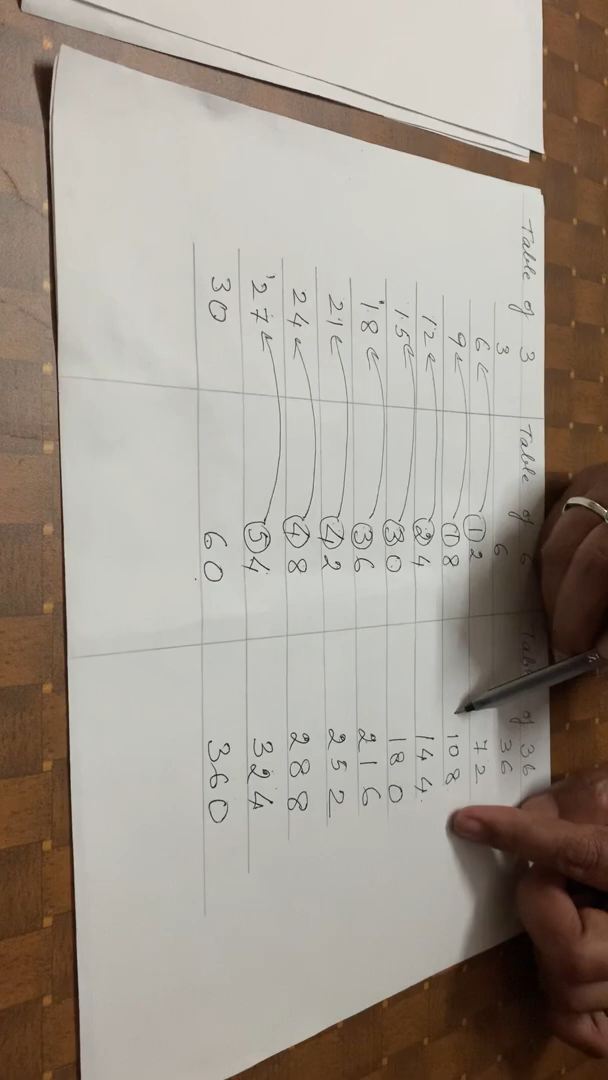 Table of 3 Table of 6 Table of 36
3 6 36
6 12 72
9 18 108
12 24 144
15 30 180
18 36 216
21 42 252
24 48 288
27 54 324
30 60 360